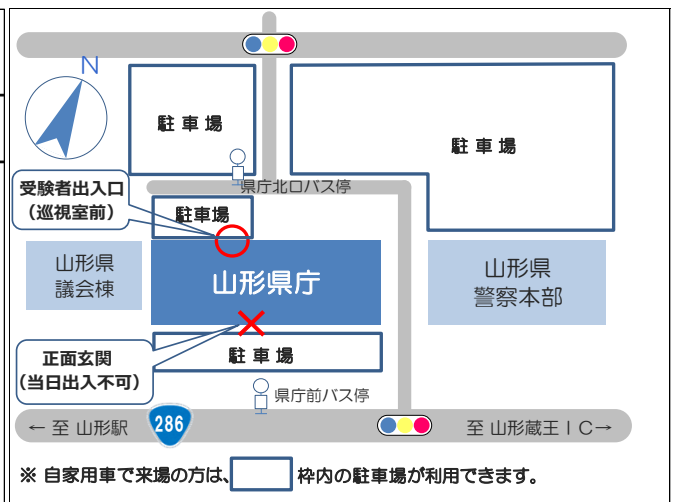 N
駐 車 場
駐 車 場
県庁北口バス停
受験者出入口
（巡視室前）
駐車場
山形県
議会棟
山形県庁
山形県
警察本部
正面玄関
（当日出入不可）
駐 車 場
県庁前バス停
← 至 山形駅
286
至 山形蔵王ＩＣ→
※ 自家用車で来場の方は、 枠内の駐車場が利用できます。